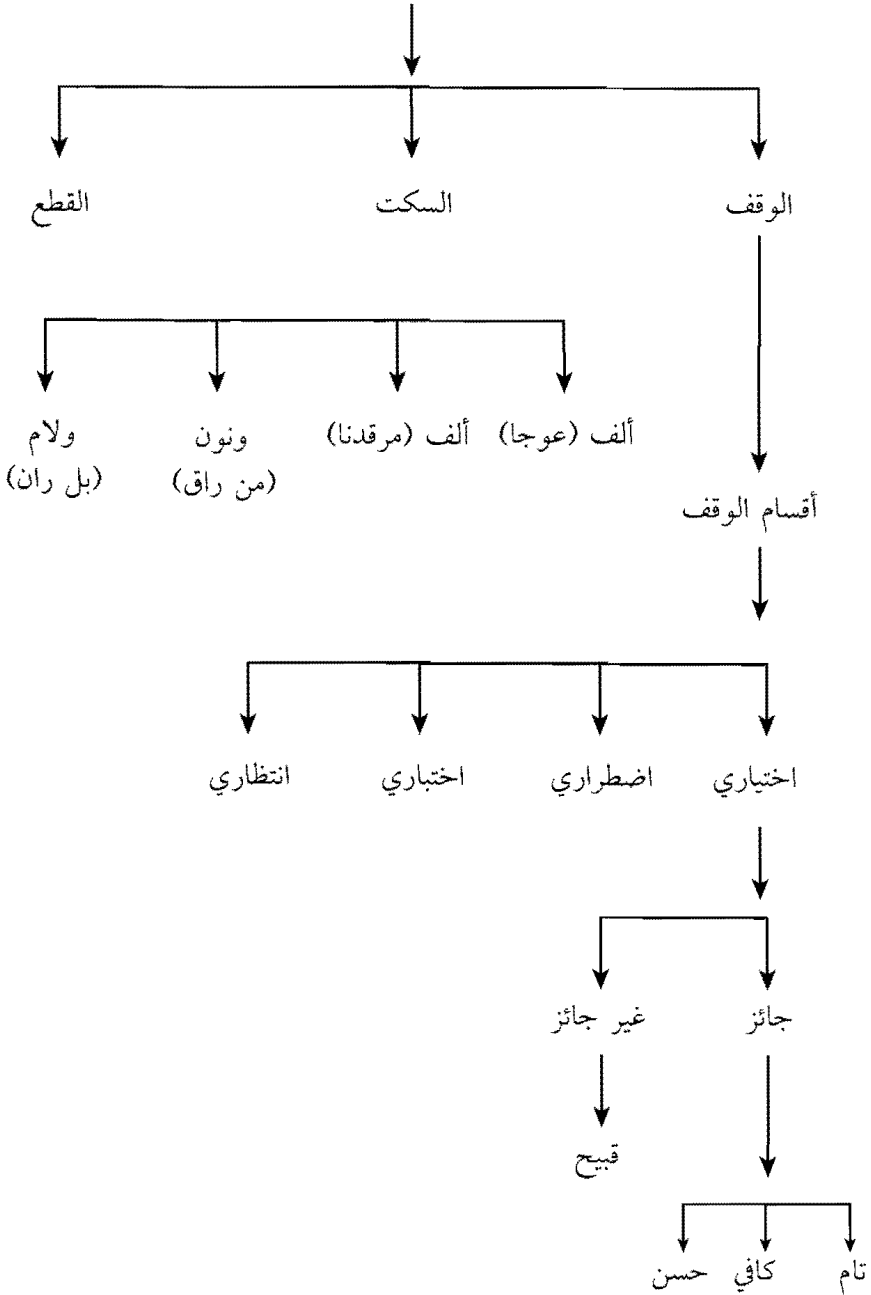 الوقف السكت القطع
ألف (عوجا) ألف (مرقدنا) ونون ولام
(من راق) (بل ران)
أقسام الوقف
اختياري اضطراري اختباري انتظاري
جائز غير جائز
قبيح
تام كافي حسن